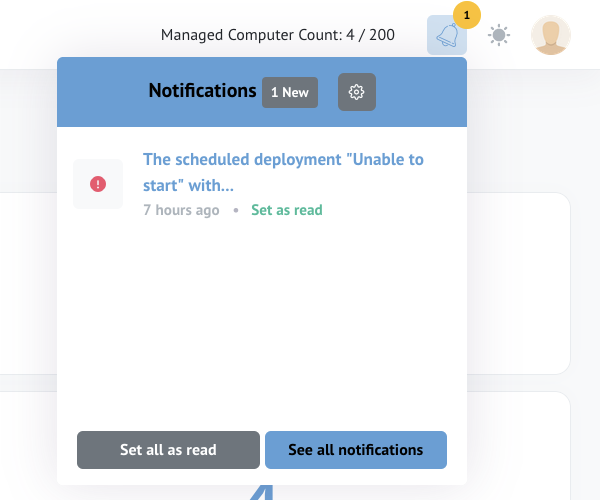 Managed Computer Count: 4 / 200
1
Notifications 1 New
The scheduled deployment "Unable to
start" with...
7 hours ago • Set as read
Set all as read
See all notifications